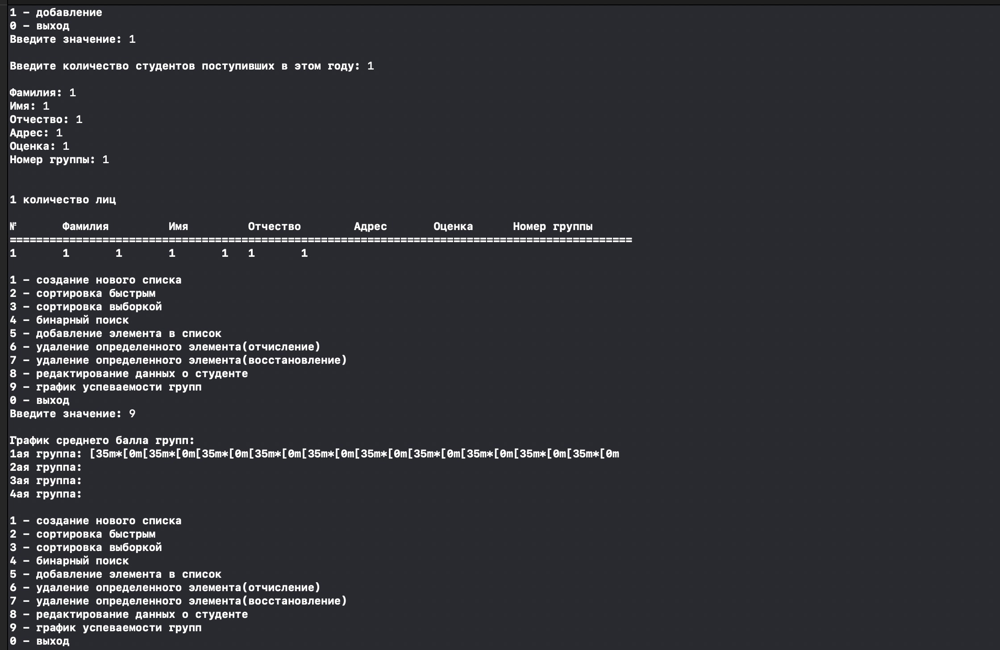 1 – добавление
0 – выход
Введите значение: 1
Введите количество студентов поступивших в этом году: 1
Фамилия: 1
Имя: 1
Отчество: 1
Адрес: 1
Оценка: 1
Номер группы: 1
1 количество лиц
№ Фамилия Имя Отчество Адрес Оценка Номер группы
==============================================================================================
1 1 1 1 1 1 1
1 – создание нового списка
2 – сортировка быстрым
3 – сортировка выборкой
4 – бинарный поиск
5 – добавление элемента в список
6 – удаление определенного элемента(отчисление)
7 – удаление определенного элемента(восстановление)
8 – редактирование данных о студенте
9 – график успеваемости групп
0 – выход
Введите значение: 9
График среднего балла групп:
1ая группа: [35m*[0m[35m*[0m[35m*[0m[35m*[0m[35m*[0m[35m*[0m[35m*[0m[35m*[0m[35m*[0m[35m*[0m
2ая группа:
3ая группа:
4ая группа:
1 – создание нового списка
2 – сортировка быстрым
3 – сортировка выборкой
4 – бинарный поиск
5 – добавление элемента в список
6 – удаление определенного элемента(отчисление)
7 – удаление определенного элемента(восстановление)
8 – редактирование данных о студенте
9 – график успеваемости групп
0 – выход